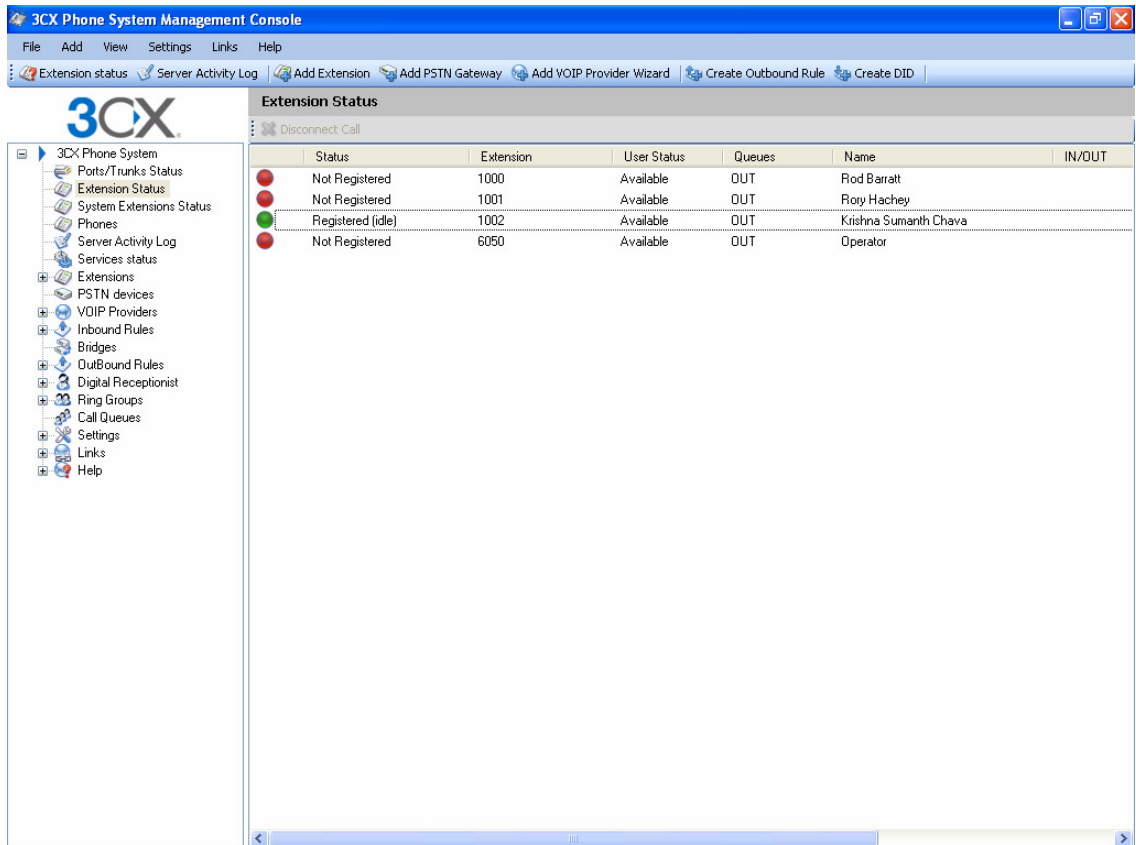 3CX Phone System Management Console
File Add View Settings Links Help
Extension status Server Activity Log Add Extension Add PSTN Gateway Add VOIP Provider Wizard Create Outbound Rule Create DID
3CX
Extension Status
Disconnect Call
3CX Phone System
Ports/Trunks Status
Extension Status
System Extensions Status
Phones
Server Activity Log
Services status
Extensions
PSTN devices
VOIP Providers
Inbound Rules
Bridges
OutBound Rules
Digital Receptionist
Ring Groups
Call Queues
Settings
Links
Help
Status Extension User Status Queues Name IN/OUT
Not Registered 1000 Available OUT Rod Barratt
Not Registered 1001 Available OUT Rory Hachey
Registered (idle) 1002 Available OUT Krishna Sumanth Chava
Not Registered 6050 Available OUT Operator